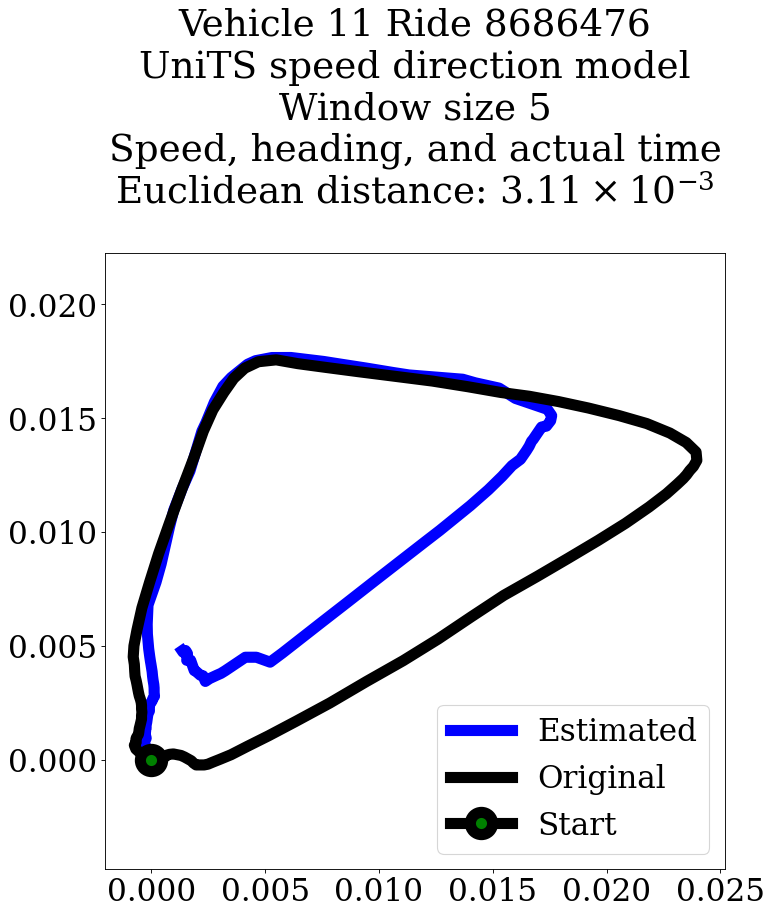 Vehicle 11 Ride 8686476
UniTS speed direction model
Window size 5
Speed, heading, and actual time
Euclidean distance: 3.11 × 10⁻³
0.020
0.015
0.010
0.005
0.000
Estimated
Original
Start
0.000 0.005 0.010 0.015 0.020 0.025